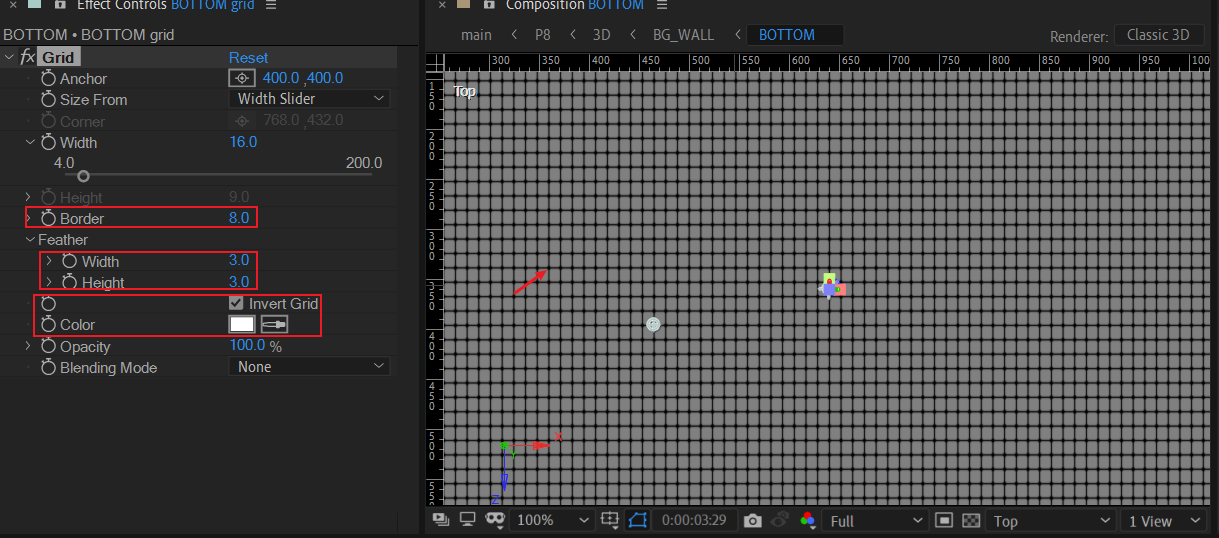 Effect Controls BOTTOM grid
BOTTOM • BOTTOM grid
fx Grid Reset
Anchor 400.0 ,400.0
Size From Width Slider
Corner 768.0 ,432.0
Width 16.0
4.0 200.0
Height 9.0
Border 8.0
Feather
Width 3.0
Height 3.0
Invert Grid
Color
Opacity 100.0 %
Blending Mode None
Composition BOTTOM
main < P8 < 3D < BG_WALL < BOTTOM
Renderer: Classic 3D
300 350 400 450 500 550 600 650 700 750 800 850 900 950 1000
150
200
250
300
350
400
450
500
550
Top
X
Y
Z
100% 0:00:03:29 Full Top 1 View